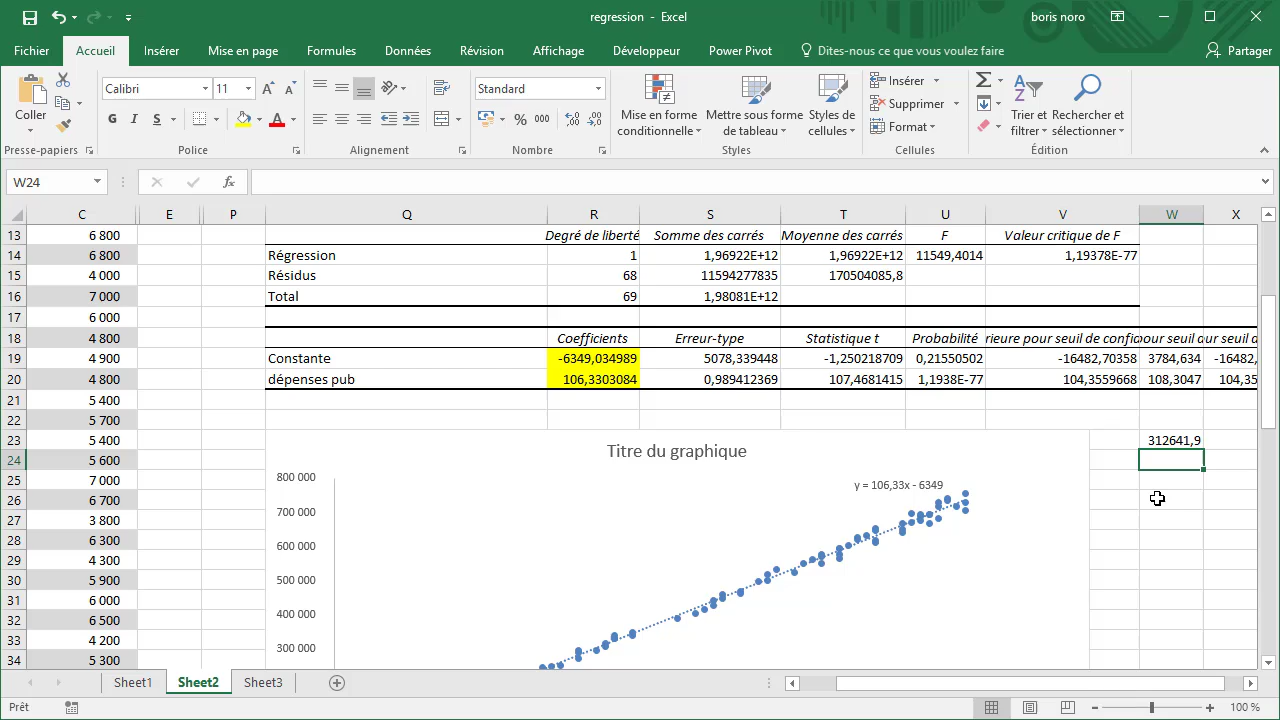 regression - Excel
boris noro
Fichier Accueil Insérer Mise en page Formules Données Révision Affichage Développeur Power Pivot Dites-nous ce que vous voulez faire Partager
Coller
Presse-papiers
Calibri 11
G I S
Police
Alignement
Standard
% 000
Nombre
Mise en forme conditionnelle
Mettre sous forme de tableau
Styles de cellules
Styles
Insérer
Supprimer
Format
Cellules
Trier et filtrer
Rechercher et sélectionner
Édition
W24 fx
C E P Q R S T U V W X
13 6 800 Degré de liberté Somme des carrés Moyenne des carrés F Valeur critique de F
14 6 800 Régression 1 1,96922E+12 1,96922E+12 11549,4014 1,19378E-77
15 4 000 Résidus 68 11594277835 170504085,8
16 7 000 Total 69 1,98081E+12
17 6 000
18 4 800 Coefficients Erreur-type Statistique t Probabilité rieure pour seuil de confi pour seuil d ur seuil d
19 4 900 Constante -6349,034989 5078,339448 -1,250218709 0,21550502 -16482,70358 3784,634 -16482,
20 4 800 dépenses pub 106,3303084 0,989412369 107,4681415 1,1938E-77 104,3559668 108,3047 104,35
21 5 400
22 5 700
23 5 400 312641,9
24 5 600
25 7 000
26 6 700
27 3 800
28 6 300
29 4 300
30 5 900
31 6 000
32 6 500
33 4 200
34 5 300
Titre du graphique
y = 106,33x - 6349
800 000
700 000
600 000
500 000
400 000
300 000
Sheet1 Sheet2 Sheet3
Prêt 100 %